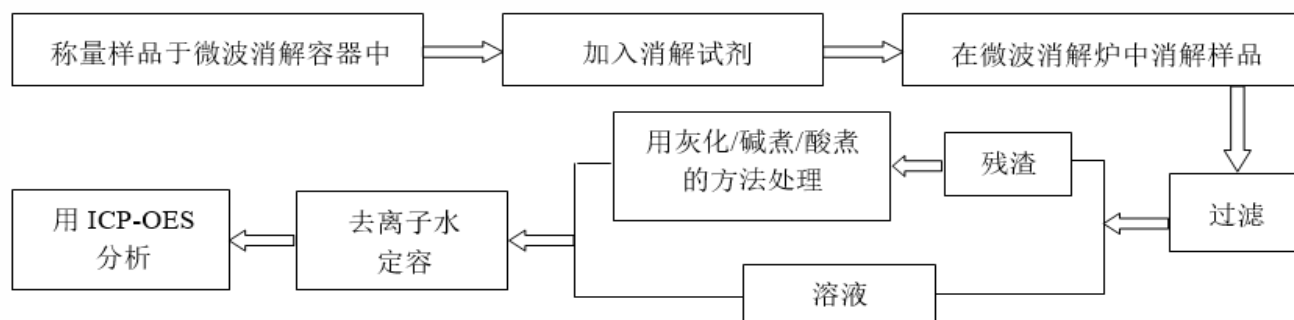 称量样品于微波消解容器中
加入消解试剂
在微波消解炉中消解样品
过滤
残渣
用灰化/碱煮/酸煮
的方法处理
溶液
去离子水
定容
用 ICP-OES
分析